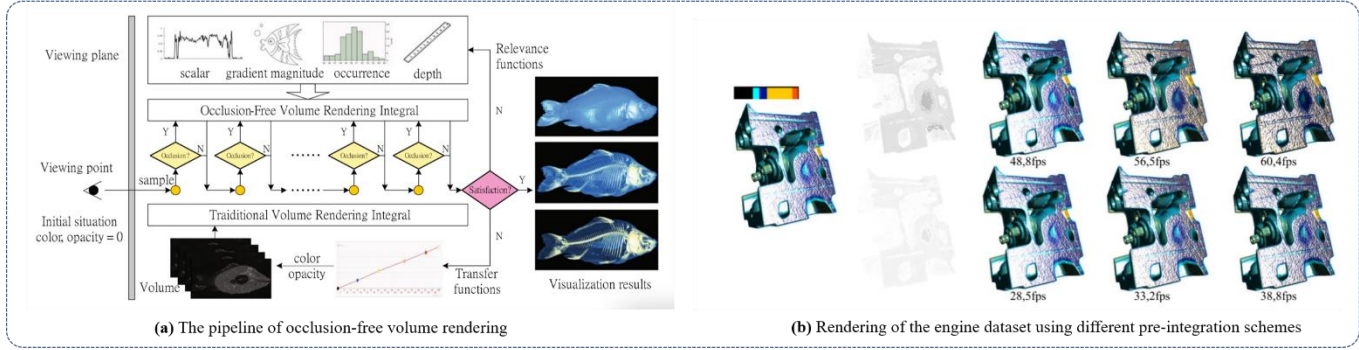 Viewing plane
scalar
gradient magnitude
occurrence
depth
Relevance
functions
Occlusion-Free Volume Rendering Integral
N
Y
N
Y
N
Y
N
Y
N
Occlusion?
Occlusion?
Occlusion?
Occlusion?
Viewing point
sample
Satisfaction?
Y
Initial situation
color, opacity = 0
Traiditional Volume Rendering Integral
N
color
opacity
Volume
Transfer
functions
Visualization results
(a) The pipeline of occlusion-free volume rendering
48,8fps
56,5fps
60,4fps
28,5fps
33,2fps
38,8fps
(b) Rendering of the engine dataset using different pre-integration schemes